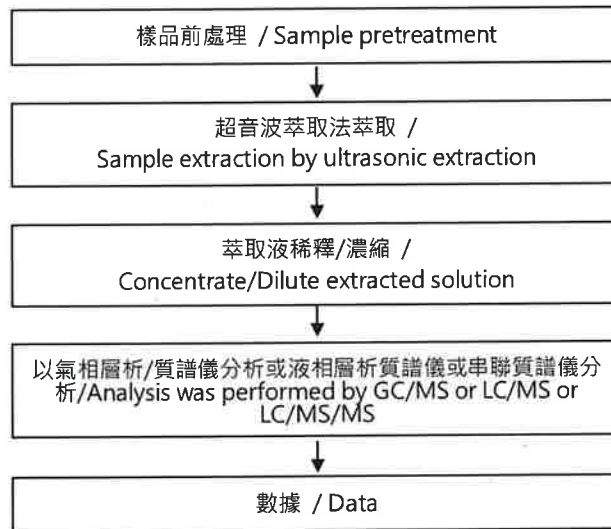 樣品前處理 / Sample pretreatment
超音波萃取法萃取 /
Sample extraction by ultrasonic extraction
萃取液稀釋/濃縮 /
Concentrate/Dilute extracted solution
以氣相層析/質譜儀分析或液相層析質譜儀或串聯質譜儀分
析/Analysis was performed by GC/MS or LC/MS or
LC/MS/MS
數據 / Data